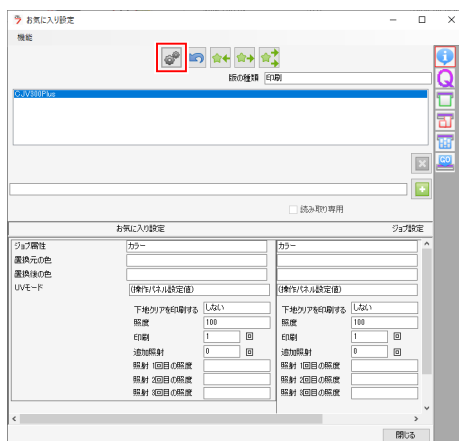 お気に入り設定
機能
版の種類 印刷
CJV300Plus
読み取り専用
お気に入り設定 ジョブ設定
ジョブ属性 カラー カラー
置換元の色
置換後の色
UVモード (操作パネル設定値) (操作パネル設定値)
下地クリアを印刷する しない 下地クリアを印刷する しない
照度 100 照度 100
印刷 1 回 印刷 1 回
追加照射 0 回 追加照射 0 回
照射 1回目の照度 照射 1回目の照度
照射 2回目の照度 照射 2回目の照度
照射 3回目の照度 照射 3回目の照度
閉じる